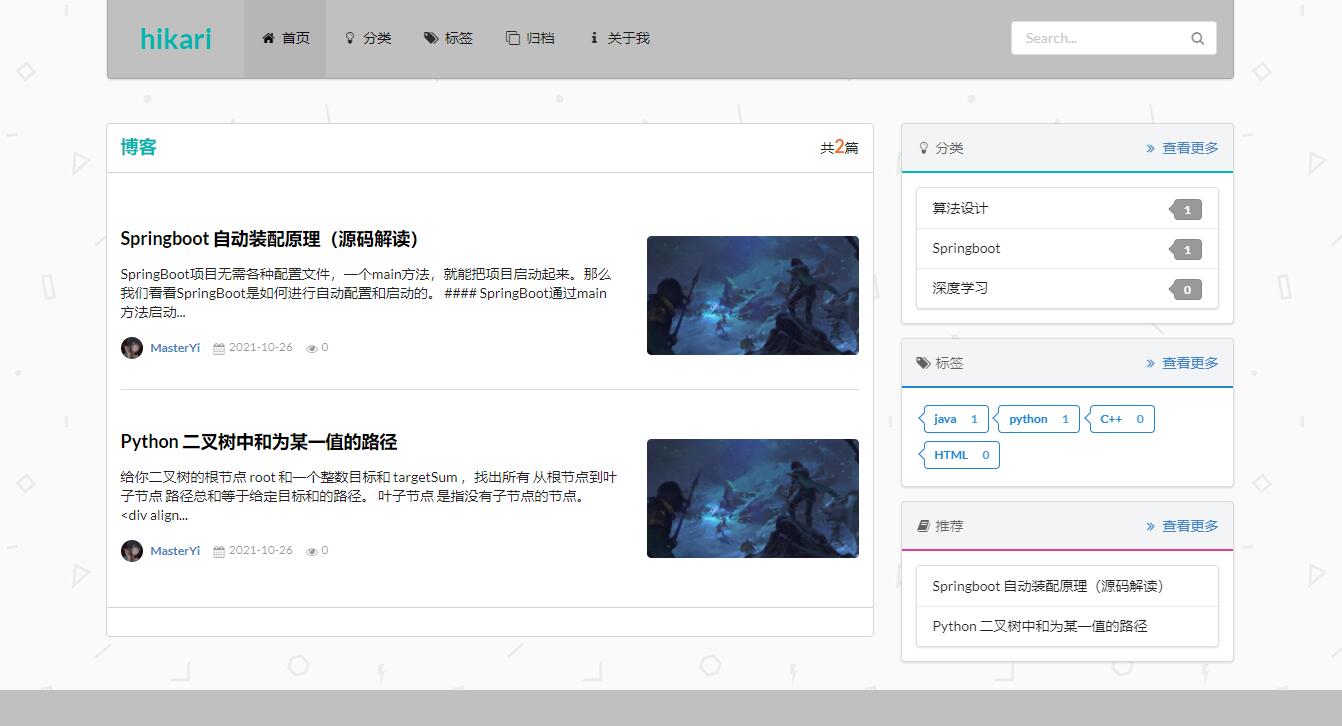 hikari 首页 分类 标签 归档 关于我 Search...
博客 共2篇
Springboot 自动装配原理（源码解读）
SpringBoot项目无需各种配置文件，一个main方法，就能把项目启动起来。那么
我们看看SpringBoot是如何进行自动配置和启动的。 #### SpringBoot通过main
方法启动...
MasterYi 2021-10-26 0
Python 二叉树中和为某一值的路径
给你二叉树的根节点 root 和一个整数目标和 targetSum ，找出所有 从根节点到叶
子节点 路径总和等于给定目标和的路径。 叶子节点 是指没有子节点的节点。
<div align...
MasterYi 2021-10-26 0
分类 查看更多
算法设计 1
Springboot 1
深度学习 0
标签 查看更多
java 1 python 1 C++ 0
HTML 0
推荐 查看更多
Springboot 自动装配原理（源码解读）
Python 二叉树中和为某一值的路径